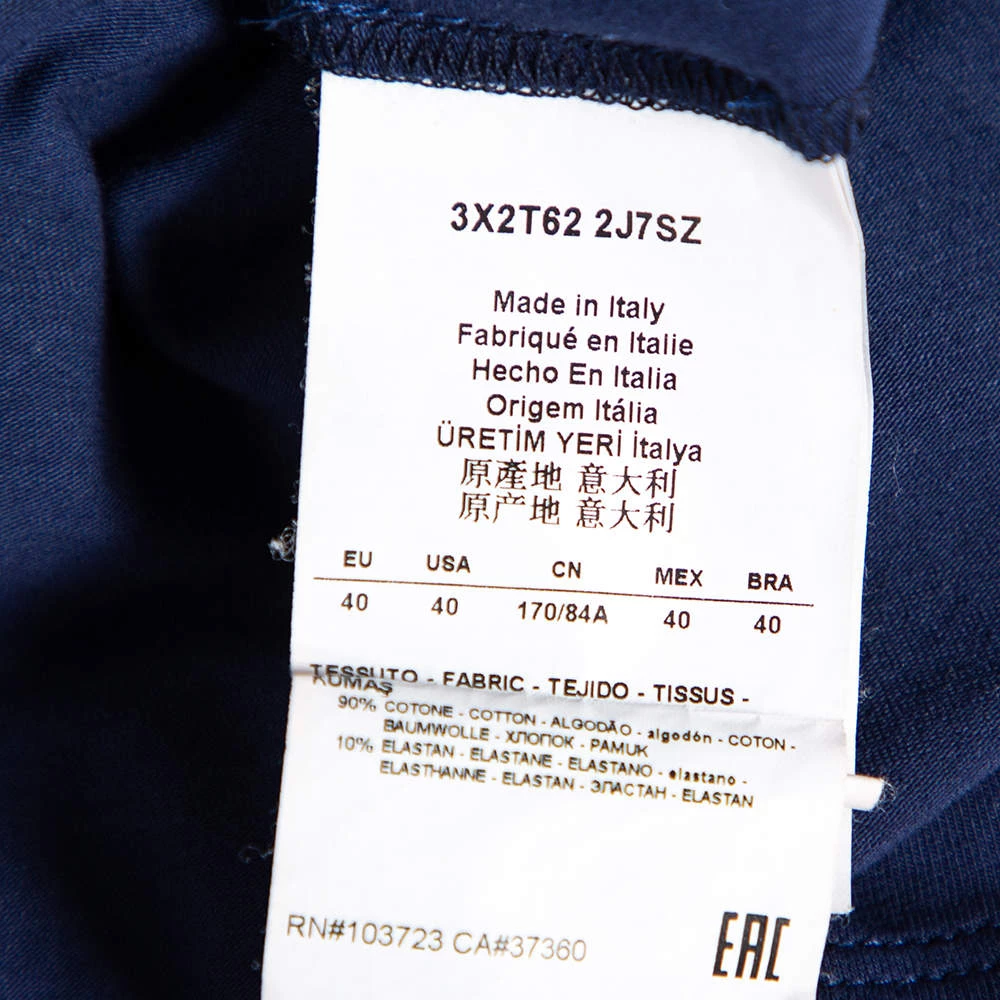 3X2T62 2J7SZ
Made in Italy
Fabriqué en Italie
Hecho En Italia
Origem Itália
ÜRETİM YERİ İtalya
原產地 意大利
原产地 意大利
EU USA CN MEX BRA
40 40 170/84A 40 40
TESSUTO - FABRIC - TEJIDO - TISSUS -
KUMAŞ
90% COTONE - COTTON - ALGODÃO - algodón - COTON -
BAUMWOLLE - ХЛОПОК - PAMUK
10% ELASTAN - ELASTANE - ELASTANO - elastano -
ELASTHANNE - ELASTAN - ЭЛАСТАН - ELASTAN
RN#103723 CA#37360
EAC